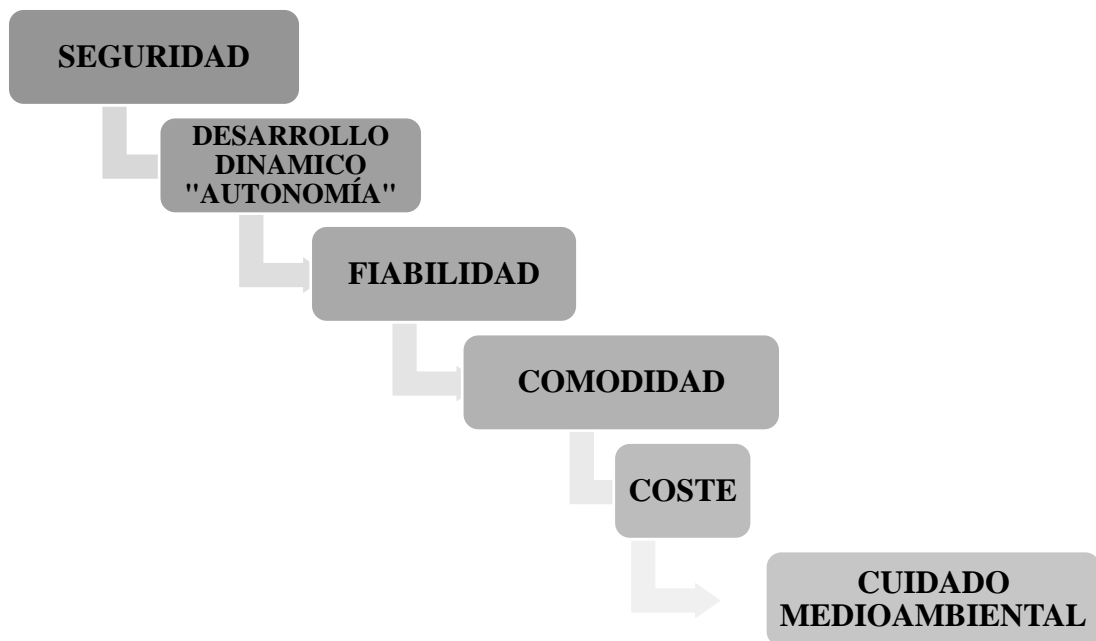 SEGURIDAD
DESARROLLO
DINAMICO
"AUTONOMÍA"
FIABILIDAD
COMODIDAD
COSTE
CUIDADO
MEDIOAMBIENTAL